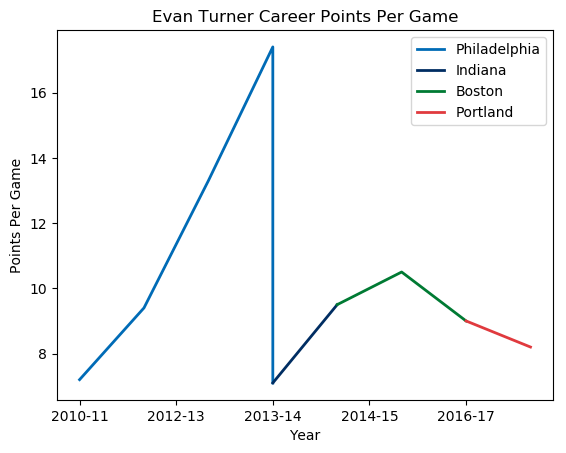 Evan Turner Career Points Per Game
Philadelphia
Indiana
Boston
Portland
Points Per Game
16
14
12
10
8
2010-11
2012-13
2013-14
2014-15
2016-17
Year